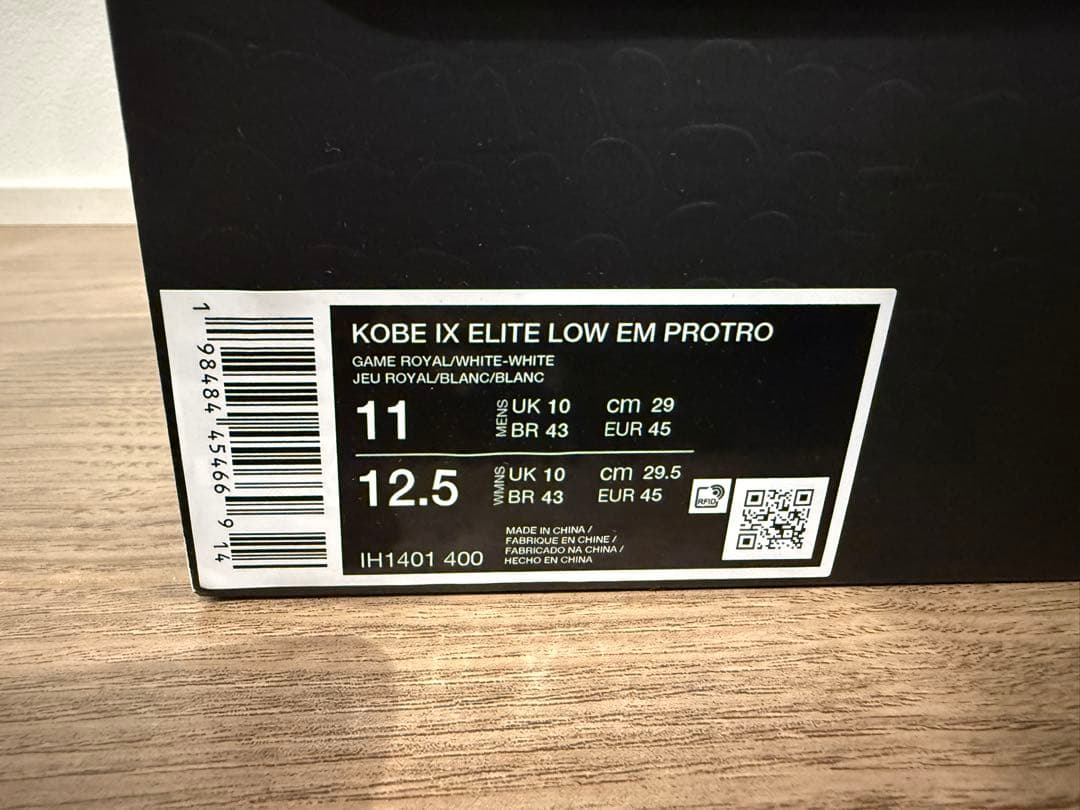 KOBE IX ELITE LOW EM PROTRO
GAME ROYAL/WHITE-WHITE
JEU ROYAL/BLANC/BLANC
11
MENS
UK 10 cm 29
BR 43 EUR 45
12.5
WMNS
UK 10 cm 29.5
BR 43 EUR 45
RFID
MADE IN CHINA /
FABRIQUE EN CHINE /
FABRICADO NA CHINA /
HECHO EN CHINA
IH1401 400
1 98484 45466 9 14